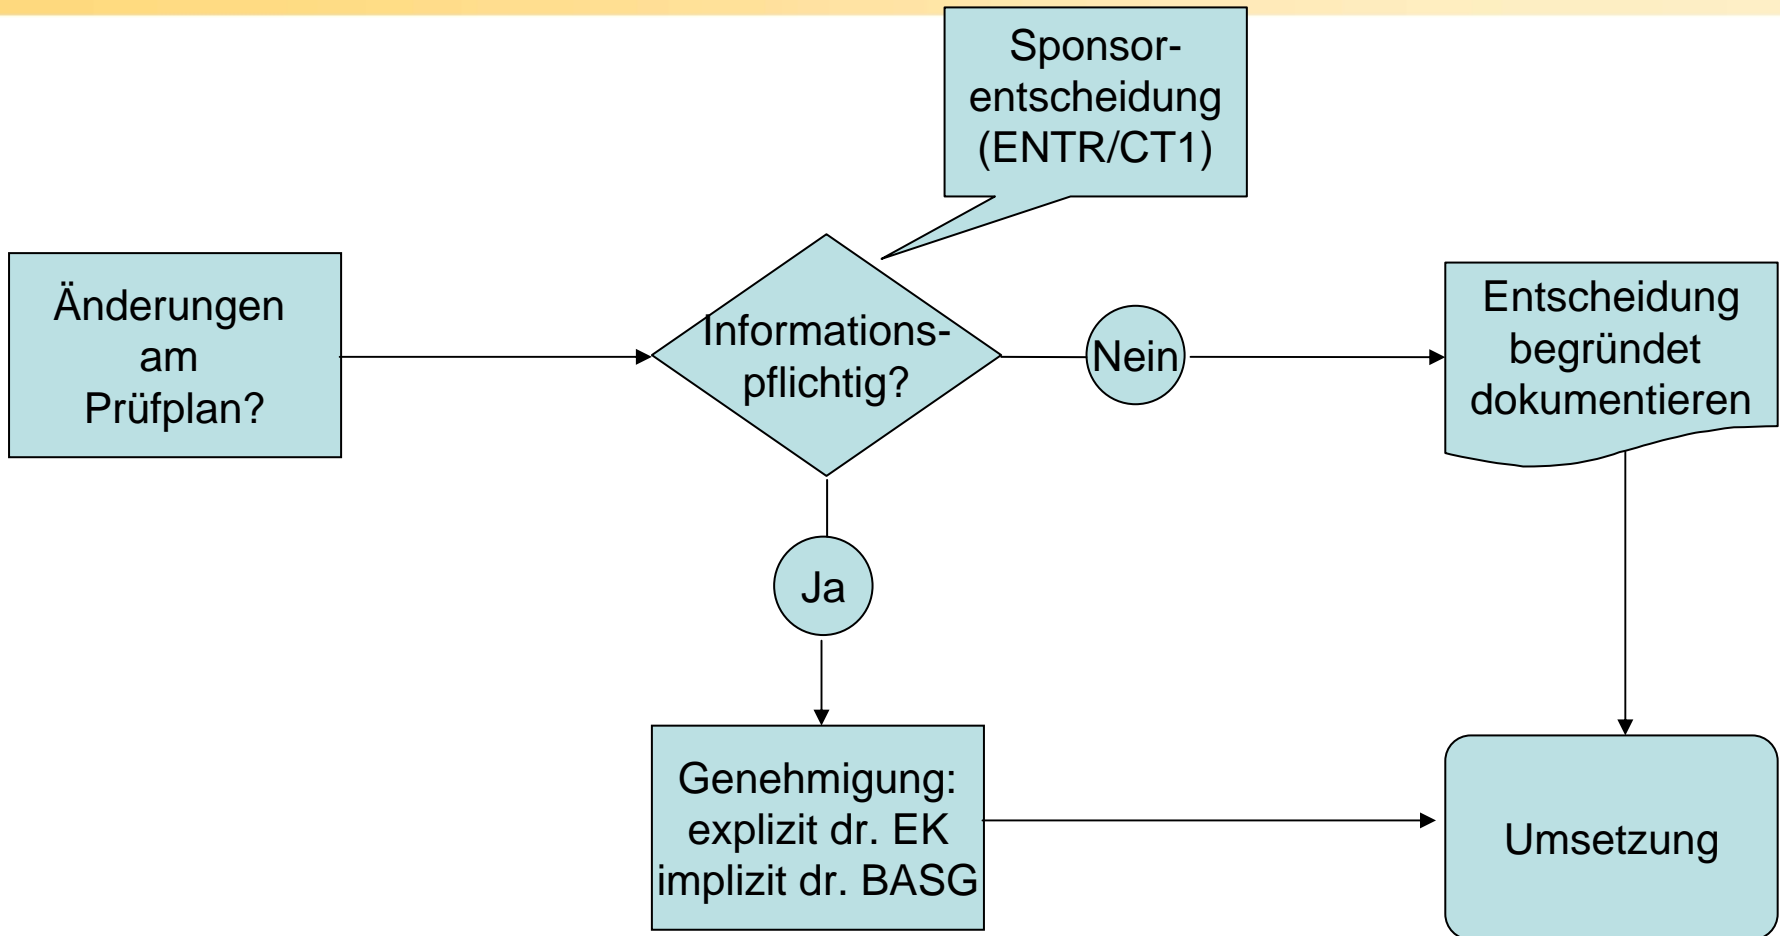 Sponsor-
entscheidung
(ENTR/CT1)
Änderungen
am
Prüfplan?
Informations-
pflichtig?
Nein
Entscheidung
begründet
dokumentieren
Ja
Genehmigung:
explizit dr. EK
implizit dr. BASG
Umsetzung